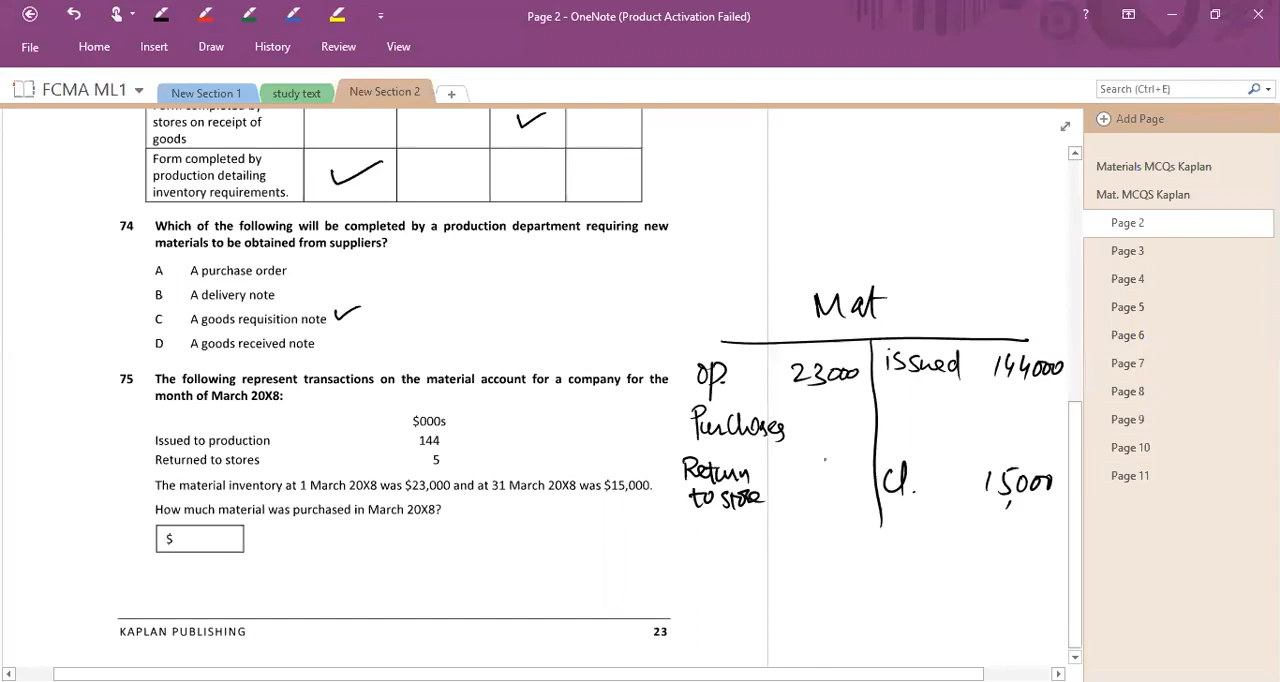 Page 2 - OneNote (Product Activation Failed)
?
File Home Insert Draw History Review View
FCMA ML1 New Section 1 study text New Section 2 +
Search (Ctrl+E)
Add Page
Materials MCQs Kaplan
Mat. MCQS Kaplan
Page 2
Page 3
Page 4
Page 5
Page 6
Page 7
Page 8
Page 9
Page 10
Page 11
Form completed by
stores on receipt of
goods
Form completed by
production detailing
inventory requirements.
74 Which of the following will be completed by a production department requiring new
materials to be obtained from suppliers?
A A purchase order
B A delivery note
C A goods requisition note
D A goods received note
75 The following represent transactions on the material account for a company for the
month of March 20X8:
$000s
Issued to production 144
Returned to stores 5
The material inventory at 1 March 20X8 was $23,000 and at 31 March 20X8 was $15,000.
How much material was purchased in March 20X8?
$
KAPLAN PUBLISHING 23
Mat
op. 23000 issued 144000
Purchases
Return
to store
cl. 15,000